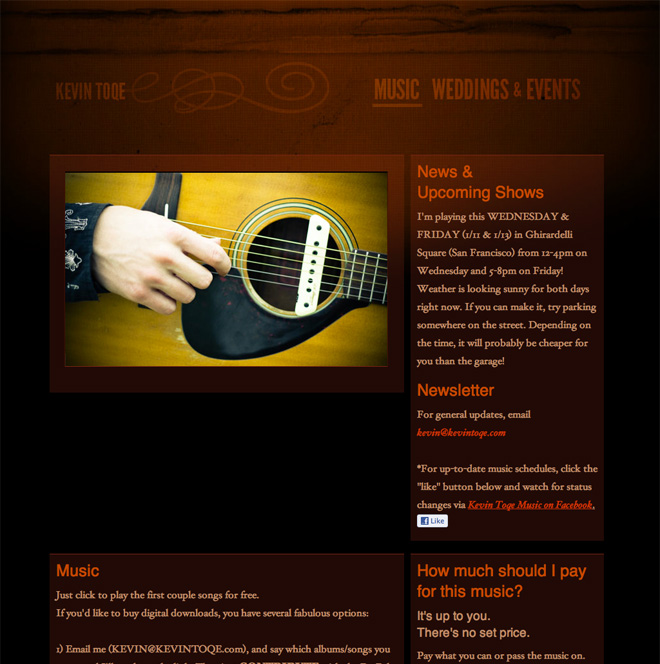 KEVIN TOQE
MUSIC WEDDINGS & EVENTS
News &
Upcoming Shows
I'm playing this WEDNESDAY &
FRIDAY (1/11 & 1/13) in Ghirardelli
Square (San Francisco) from 12-4pm on
Wednesday and 5-8pm on Friday!
Weather is looking sunny for both days
right now. If you can make it, try parking
somewhere on the street. Depending on
the time, it will probably be cheaper for
you than the garage!
Newsletter
For general updates, email
kevin@kevintoqe.com
*For up-to-date music schedules, click the
"like" button below and watch for status
changes via Kevin Toqe Music on Facebook.
Like
Music
Just click to play the first couple songs for free.
If you'd like to buy digital downloads, you have several fabulous options:
1) Email me (KEVIN@KEVINTOQE.com), and say which albums/songs you
How much should I pay
for this music?
It's up to you.
There's no set price.
Pay what you can or pass the music on.